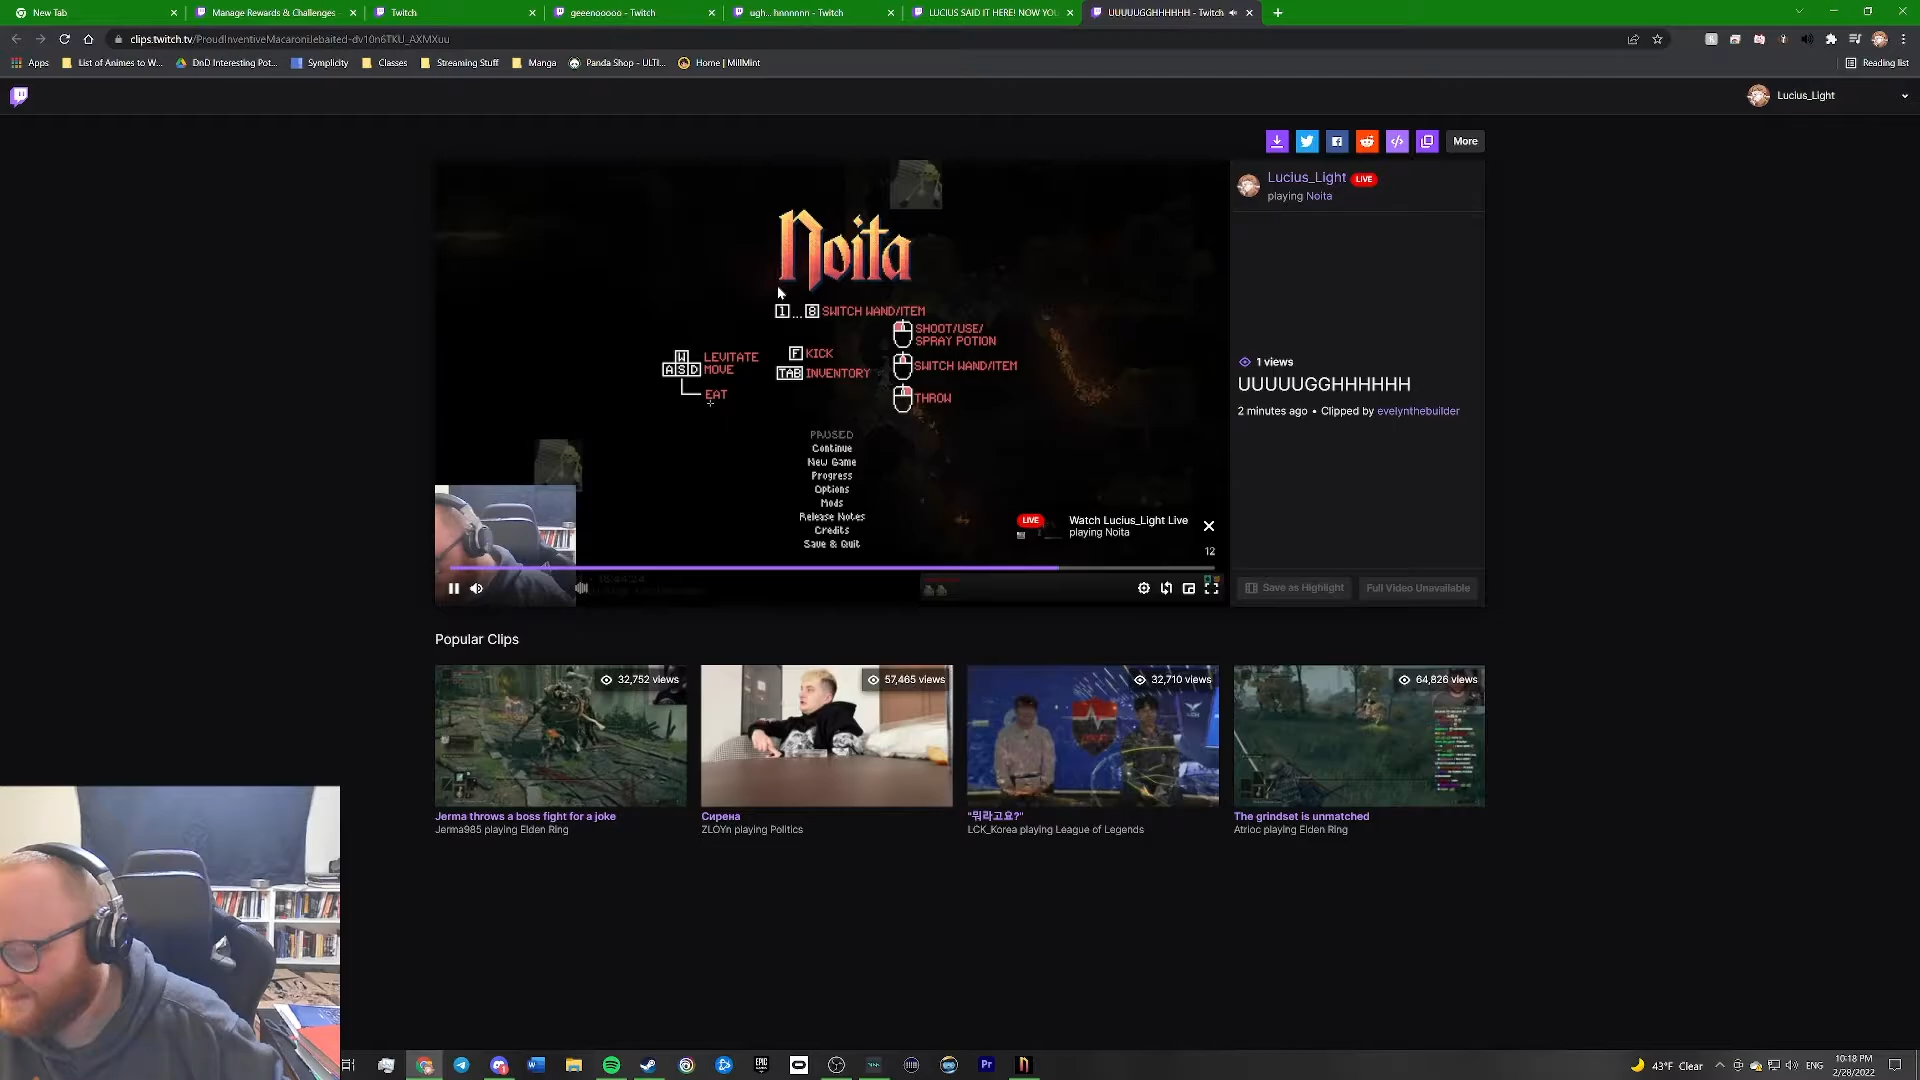 New Tab
Manage Rewards & Challenges
Twitch
geeenooooo - Twitch
ugh... hnnnnnn - Twitch
LUCIUS SAID IT HERE! NOW YOU
UUUUUGGHHHHHH - Twitch
clips.twitch.tv/ProudInventiveMacaroniJebaited-dv10n6TKU_AXMXuu
Apps
List of Animes to W...
DnD Interesting Pot...
Symplicity
Classes
Streaming Stuff
Manga
Panda Shop - ULTI...
Home | MillMint
Reading list
Lucius_Light
More
Noita
1 ... 8 SWITCH WAND/ITEM
SHOOT/USE/
SPRAY POTION
W
LEVITATE
F KICK
A S D MOVE
TAB INVENTORY
SWITCH WAND/ITEM
EAT
THROW
PAUSED
Continue
New Game
Progress
Options
Mods
Release Notes
Credits
Save & Quit
LIVE
Watch Lucius_Light Live
playing Noita
12
Lucius_Light LIVE
playing Noita
1 views
UUUUUGGHHHHHH
2 minutes ago • Clipped by evelynthebuilder
Save as Highlight
Full Video Unavailable
Popular Clips
32,752 views
57,465 views
32,710 views
64,826 views
Jerma throws a boss fight for a joke
Jerma985 playing Elden Ring
Сирена
ZLOYn playing Politics
"뭐라고요?"
LCK_Korea playing League of Legends
The grindset is unmatched
Atrioc playing Elden Ring
43°F Clear
ENG
10:18 PM
2/28/2022